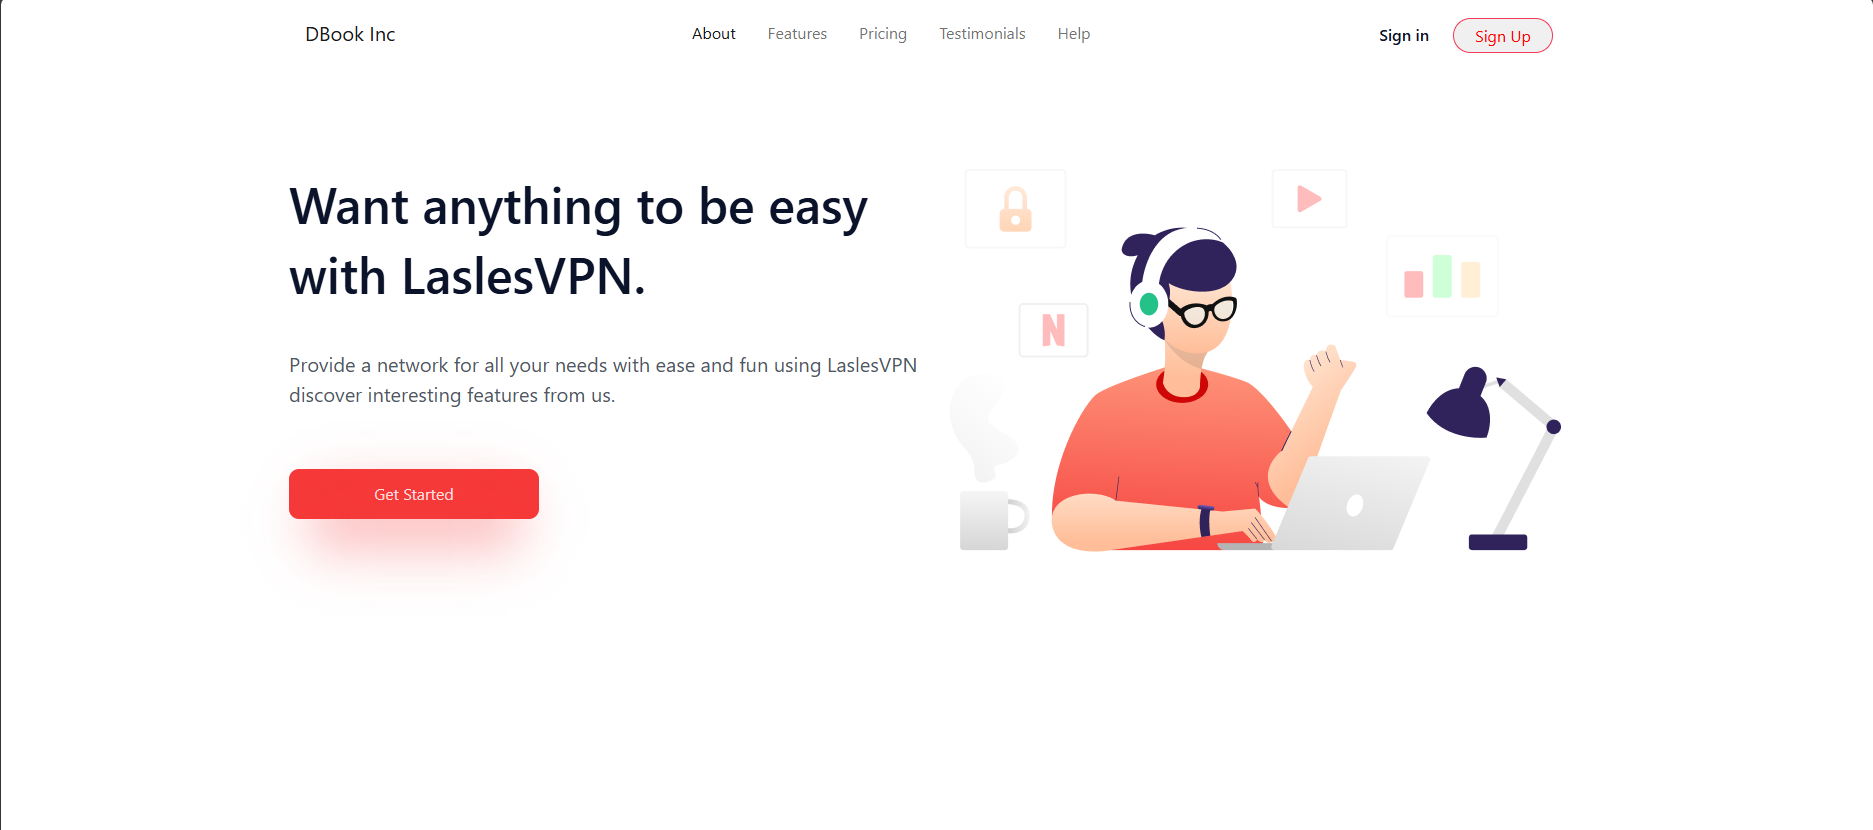 DBook Inc
About Features Pricing Testimonials Help
Sign in Sign Up
Want anything to be easy
with LaslesVPN.
Provide a network for all your needs with ease and fun using LaslesVPN
discover interesting features from us.
Get Started
N